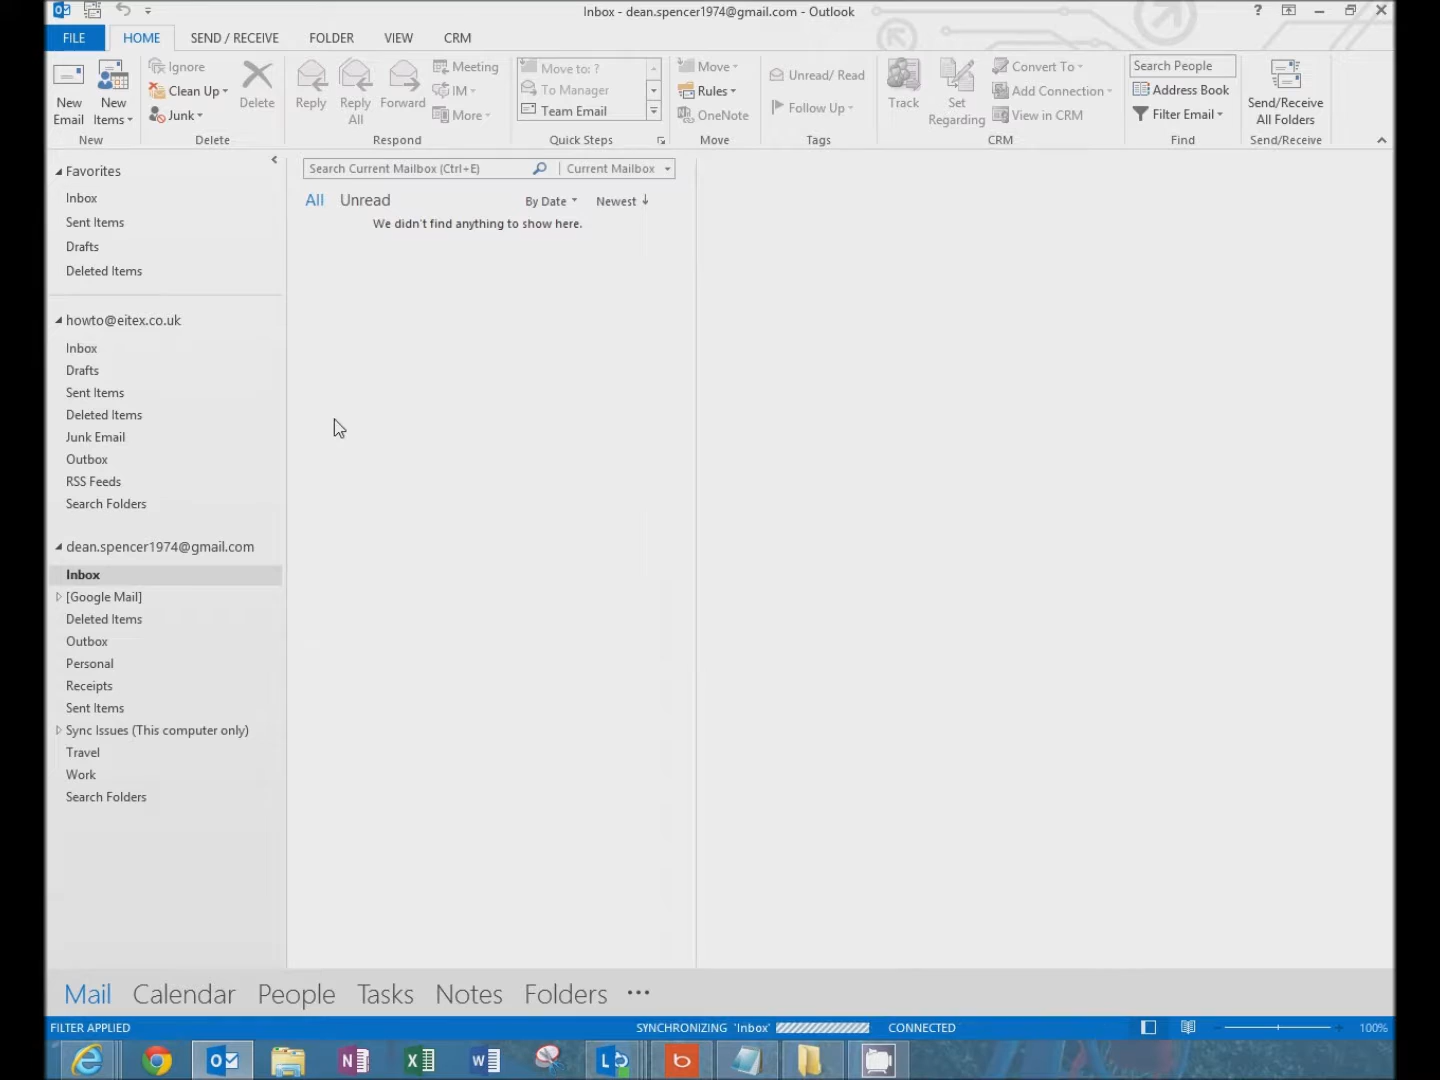 Inbox - dean.spencer1974@gmail.com - Outlook
FILE HOME SEND / RECEIVE FOLDER VIEW CRM
New Email
New Items
Ignore
Clean Up
Junk
Delete
Reply
Reply All
Forward
Meeting
IM
More
Move to: ?
To Manager
Team Email
Move
Rules
OneNote
Unread/ Read
Follow Up
Track
Set Regarding
Convert To
Add Connection
View in CRM
Search People
Address Book
Filter Email
Send/Receive All Folders
New Delete Respond Quick Steps Move Tags CRM Find Send/Receive
Favorites
Inbox
Sent Items
Drafts
Deleted Items
howto@eitex.co.uk
Inbox
Drafts
Sent Items
Deleted Items
Junk Email
Outbox
RSS Feeds
Search Folders
dean.spencer1974@gmail.com
Inbox
[Google Mail]
Deleted Items
Outbox
Personal
Receipts
Sent Items
Sync Issues (This computer only)
Travel
Work
Search Folders
Search Current Mailbox (Ctrl+E) Current Mailbox
All Unread By Date Newest
We didn't find anything to show here.
Mail Calendar People Tasks Notes Folders ...
FILTER APPLIED SYNCHRONIZING 'Inbox' CONNECTED 100%